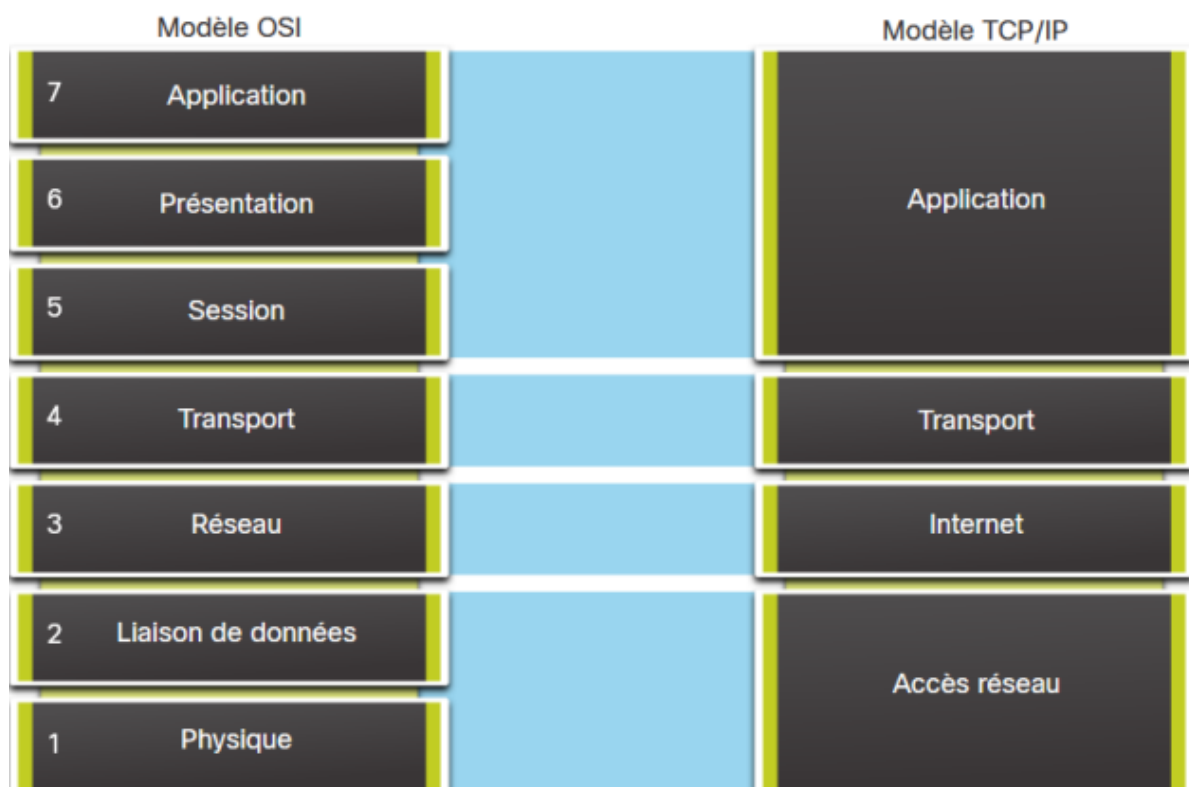 Modèle OSI
Modèle TCP/IP
7 Application
6 Présentation
5 Session
Application
4 Transport
Transport
3 Réseau
Internet
2 Liaison de données
1 Physique
Accès réseau